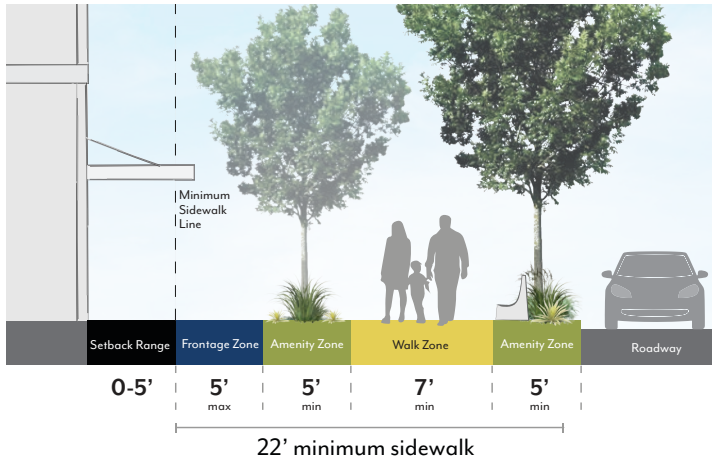 Minimum
Sidewalk
Line
Setback Range
Frontage Zone
Amenity Zone
Walk Zone
Amenity Zone
Roadway
0-5’
5’
max
5’
min
7’
min
5’
min
22’ minimum sidewalk